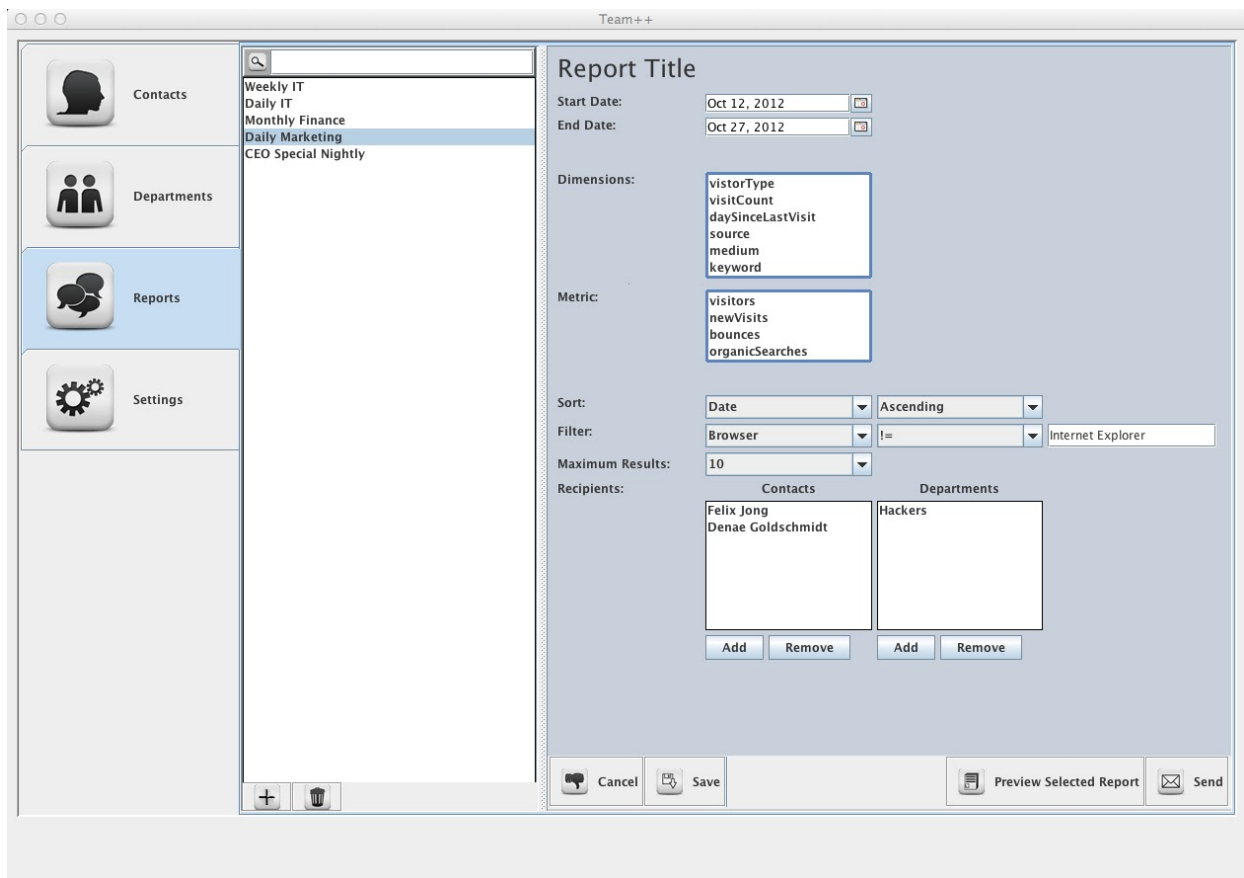 Team++
Contacts
Departments
Reports
Settings
Weekly IT
Daily IT
Monthly Finance
Daily Marketing
CEO Special Nightly
Report Title
Start Date: Oct 12, 2012
End Date: Oct 27, 2012
Dimensions:
vistorType
visitCount
daySinceLastVisit
source
medium
keyword
Metric:
visitors
newVisits
bounces
organicSearches
Sort: Date Ascending
Filter: Browser != Internet Explorer
Maximum Results: 10
Recipients: Contacts Departments
Felix Jong Hackers
Denae Goldschmidt
Add Remove Add Remove
Cancel Save Preview Selected Report Send